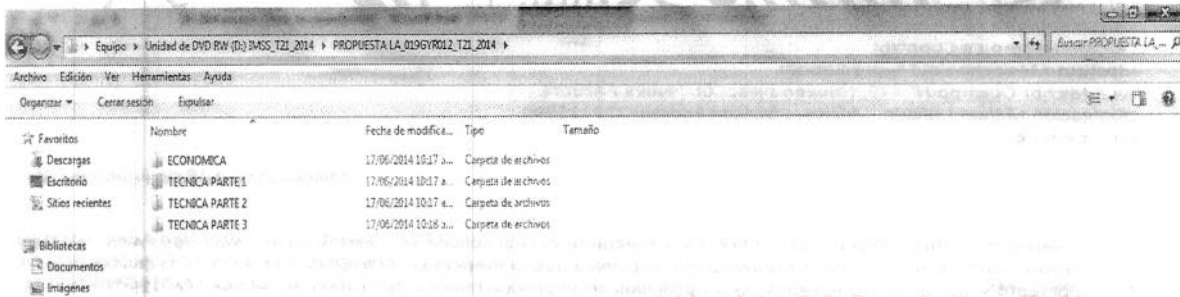 Equipo ▸ Unidad de DVD RW (D:) IMSS_T21_2014 ▸ PROPUESTA LA_019GYR012_T21_2014 ▸
Buscar PROPUESTA LA_...
Archivo Edición Ver Herramientas Ayuda
Organizar Cerrar sesión Expulsar
Nombre Fecha de modifica... Tipo Tamaño
Favoritos
Descargas
Escritorio
Sitios recientes
Bibliotecas
Documentos
Imágenes
ECONOMICA 17/06/2014 10:17 a... Carpeta de archivos
TECNICA PARTE 1 17/06/2014 10:17 a... Carpeta de archivos
TECNICA PARTE 2 17/06/2014 10:17 a... Carpeta de archivos
TECNICA PARTE 3 17/06/2014 10:18 a... Carpeta de archivos